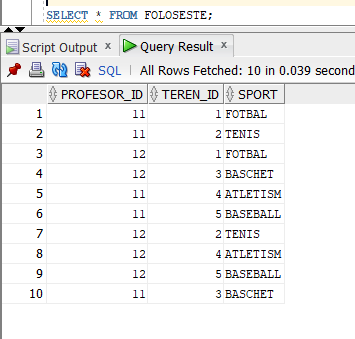 SELECT * FROM FOLOSESTE;
Script Output × Query Result ×
SQL | All Rows Fetched: 10 in 0.039 second
PROFESOR_ID TEREN_ID SPORT
1 11 1 FOTBAL
2 11 2 TENIS
3 12 1 FOTBAL
4 12 3 BASCHET
5 11 4 ATLETISM
6 11 5 BASEBALL
7 12 2 TENIS
8 12 4 ATLETISM
9 12 5 BASEBALL
10 11 3 BASCHET